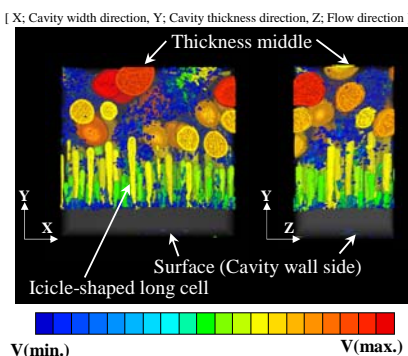 [ X; Cavity width direction, Y; Cavity thickness direction, Z; Flow direction
Thickness middle
Y
X
Y
Z
Surface (Cavity wall side)
Icicle-shaped long cell
V(min.)
V(max.)